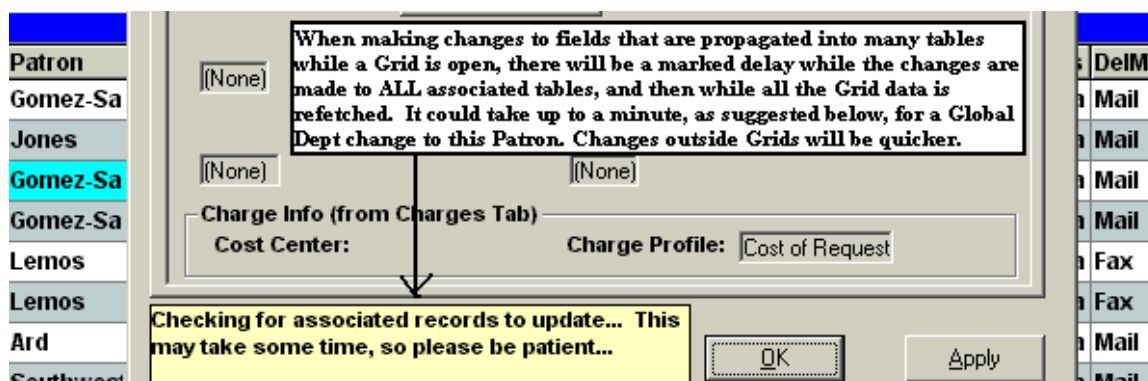 Patron
Gomez-Sa
Jones
Gomez-Sa
Gomez-Sa
Lemos
Lemos
Ard
(None)
When making changes to fields that are propagated into many tables
while a Grid is open, there will be a marked delay while the changes are
made to ALL associated tables, and then while all the Grid data is
refetched. It could take up to a minute, as suggested below, for a Global
Dept change to this Patron. Changes outside Grids will be quicker.
(None) (None)
Charge Info (from Charges Tab)
Cost Center: Charge Profile: Cost of Request
Checking for associated records to update... This
may take some time, so please be patient...
OK Apply
s DelM
a Mail
a Mail
a Mail
a Mail
a Fax
a Fax
a Mail